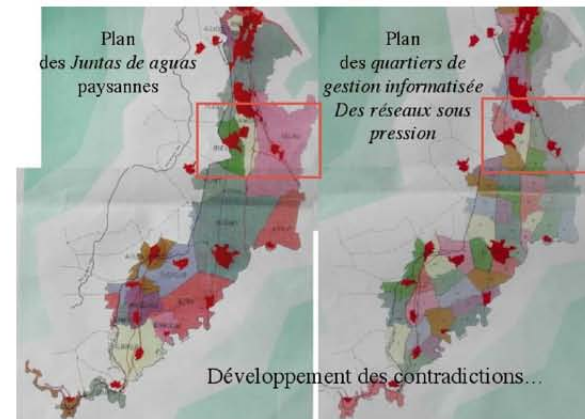 Plan
des Juntas de aguas
paysannes
Plan
des quartiers de
gestion informatisée
Des réseaux sous
pression
Développement des contradictions…